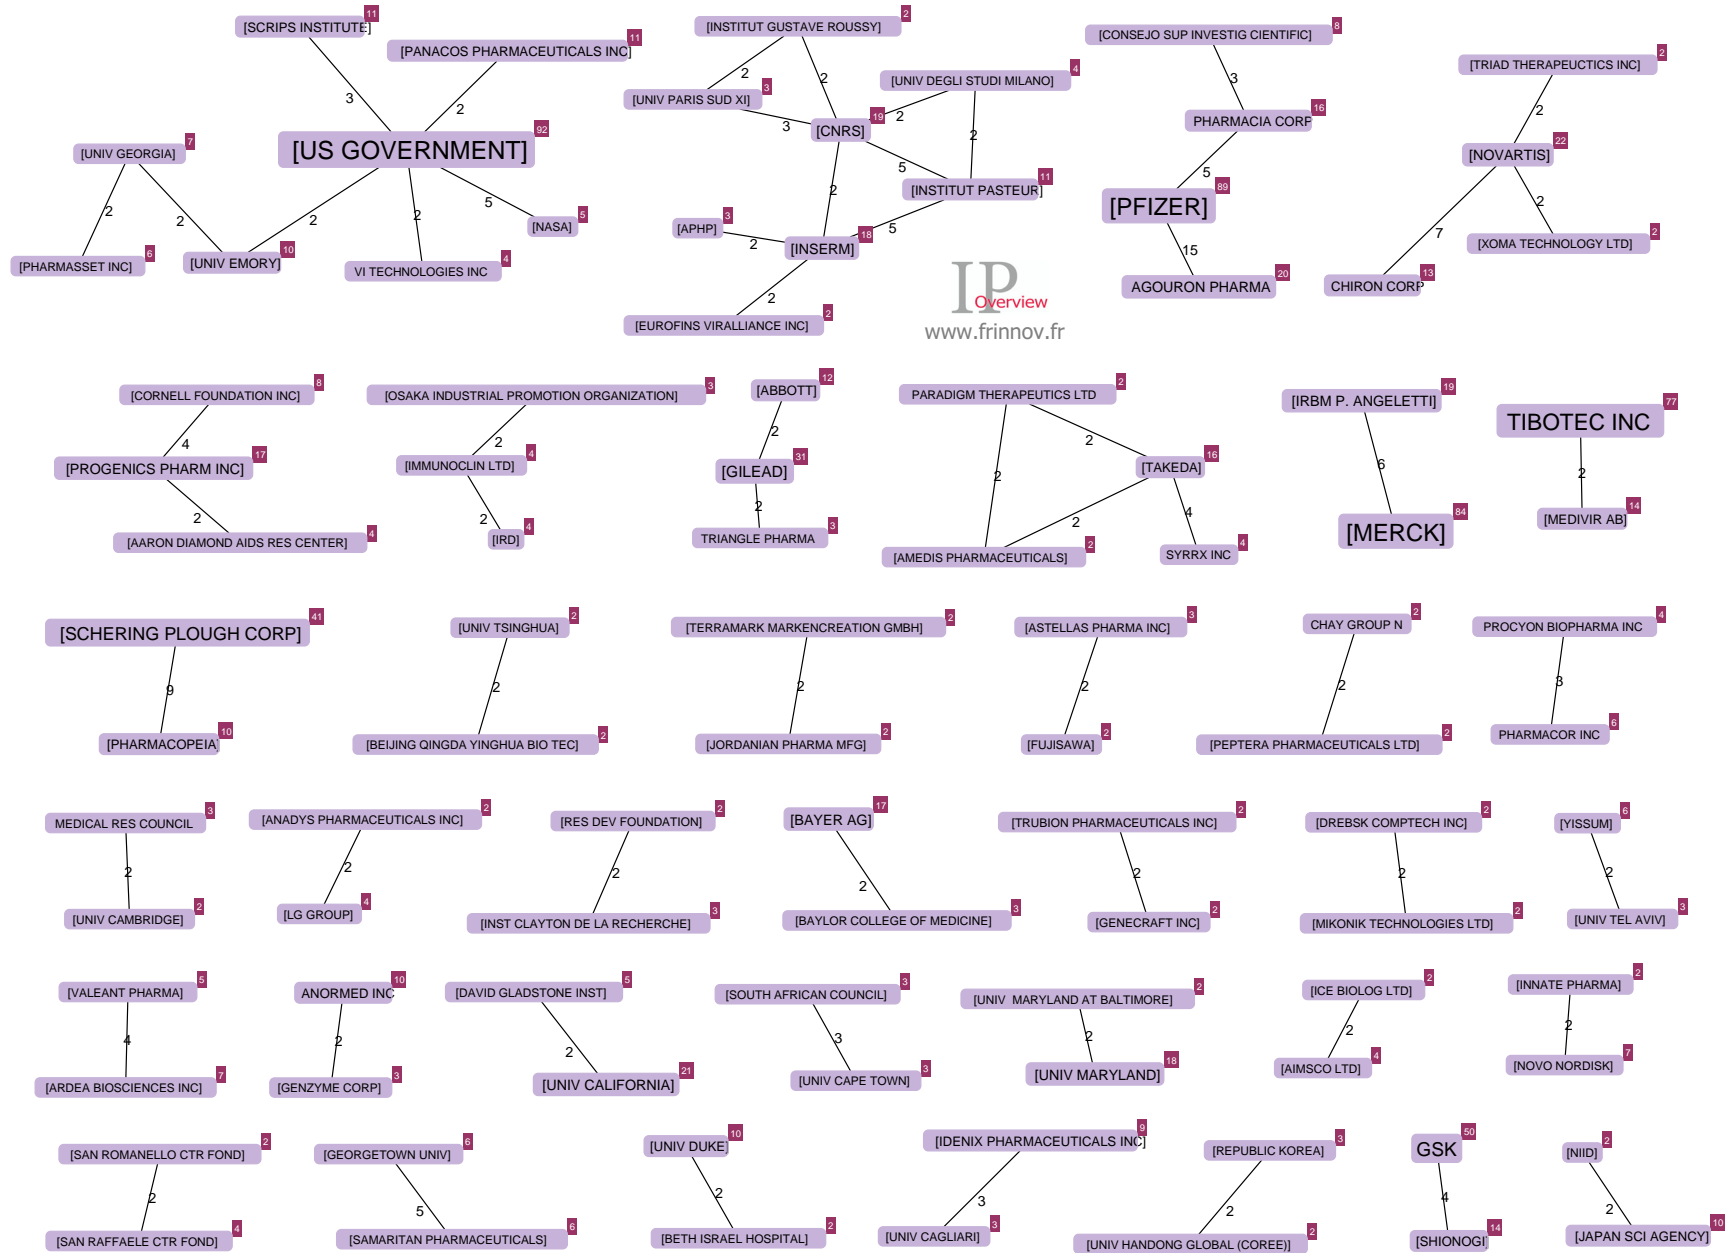 [SCRIPS INSTITUTE] 11
[PANACOS PHARMACEUTICALS INC] 11
3
2
[US GOVERNMENT] 92
[UNIV GEORGIA] 7
2
2
2
2
5
[NASA] 5
[PHARMASSET INC] 6
[UNIV EMORY] 10
VI TECHNOLOGIES INC 4
[INSTITUT GUSTAVE ROUSSY] 2
2
2
[UNIV DEGLI STUDI MILANO] 4
[UNIV PARIS SUD XI] 3
3
[CNRS] 19
2
2
5
2
[INSTITUT PASTEUR] 11
[APHP] 3
2
[INSERM] 18
5
2
[EUROFINS VIRALLIANCE INC] 2
IP
Overview
www.frinnov.fr
[CONSEJO SUP INVESTIG CIENTIFIC] 8
3
PHARMACIA CORP 16
5
[PFIZER] 89
15
AGOURON PHARMA 20
[TRIAD THERAPEUCTICS INC] 2
2
[NOVARTIS] 22
7
2
[XOMA TECHNOLOGY LTD] 2
CHIRON CORP 13
[CORNELL FOUNDATION INC] 8
4
[PROGENICS PHARM INC] 17
2
[AARON DIAMOND AIDS RES CENTER] 4
[OSAKA INDUSTRIAL PROMOTION ORGANIZATION] 3
2
[IMMUNOCLIN LTD] 4
2
[IRD] 4
[ABBOTT] 12
2
[GILEAD] 31
2
TRIANGLE PHARMA 3
PARADIGM THERAPEUTICS LTD 2
2
2
[TAKEDA] 16
2
4
[AMEDIS PHARMACEUTICALS] 2
SYRRX INC 4
[IRBM P. ANGELETTI] 19
6
[MERCK] 84
TIBOTEC INC 77
2
[MEDIVIR AB] 14
[SCHERING PLOUGH CORP] 41
9
[PHARMACOPEIA] 10
[UNIV TSINGHUA] 2
2
[BEIJING QINGDA YINGHUA BIO TEC] 2
[TERRAMARK MARKENCREATION GMBH] 2
2
[JORDANIAN PHARMA MFG] 2
[ASTELLAS PHARMA INC] 3
2
[FUJISAWA] 2
CHAY GROUP N 2
2
[PEPTERA PHARMACEUTICALS LTD] 2
PROCYON BIOPHARMA INC 4
3
PHARMACOR INC 6
MEDICAL RES COUNCIL 3
2
[UNIV CAMBRIDGE] 2
[ANADYS PHARMACEUTICALS INC] 2
2
[LG GROUP] 4
[RES DEV FOUNDATION] 2
2
[INST CLAYTON DE LA RECHERCHE] 3
[BAYER AG] 17
2
[BAYLOR COLLEGE OF MEDICINE] 3
[TRUBION PHARMACEUTICALS INC] 2
2
[GENECRAFT INC] 2
[DREBSK COMPTECH INC] 2
2
[MIKONIK TECHNOLOGIES LTD] 2
[YISSUM] 6
2
[UNIV TEL AVIV] 3
[VALEANT PHARMA] 5
4
[ARDEA BIOSCIENCES INC] 7
ANORMED INC 10
2
[GENZYME CORP] 3
[DAVID GLADSTONE INST] 5
2
[UNIV CALIFORNIA] 21
[SOUTH AFRICAN COUNCIL] 3
3
[UNIV CAPE TOWN] 3
[UNIV MARYLAND AT BALTIMORE] 2
2
[UNIV MARYLAND] 18
[ICE BIOLOG LTD] 2
2
[AIMSCO LTD] 4
[INNATE PHARMA] 2
2
[NOVO NORDISK] 7
[SAN ROMANELLO CTR FOND] 2
2
[SAN RAFFAELE CTR FOND] 4
[GEORGETOWN UNIV] 6
5
[SAMARITAN PHARMACEUTICALS] 6
[UNIV DUKE] 10
2
[BETH ISRAEL HOSPITAL] 2
[IDENIX PHARMACEUTICALS INC] 9
3
[UNIV CAGLIARI] 3
[REPUBLIC KOREA] 3
2
[UNIV HANDONG GLOBAL (COREE)] 2
GSK 50
4
[SHIONOGI] 14
[NIID] 2
2
[JAPAN SCI AGENCY] 10